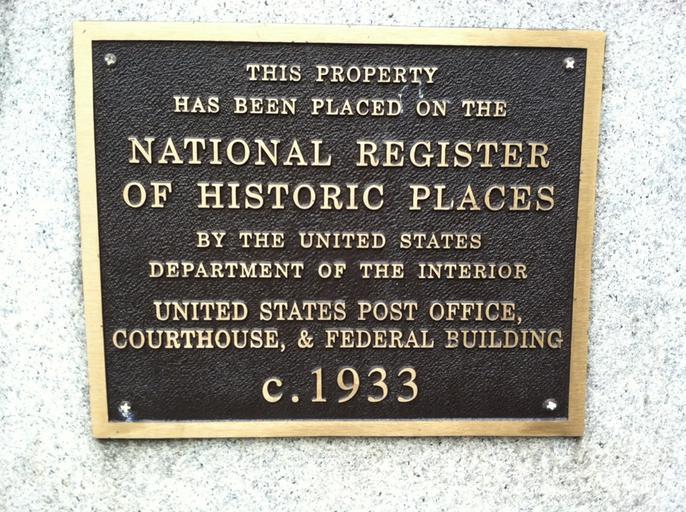 THIS PROPERTY
HAS BEEN PLACED ON THE
NATIONAL REGISTER
OF HISTORIC PLACES
BY THE UNITED STATES
DEPARTMENT OF THE INTERIOR
UNITED STATES POST OFFICE,
COURTHOUSE, & FEDERAL BUILDING
c.1933